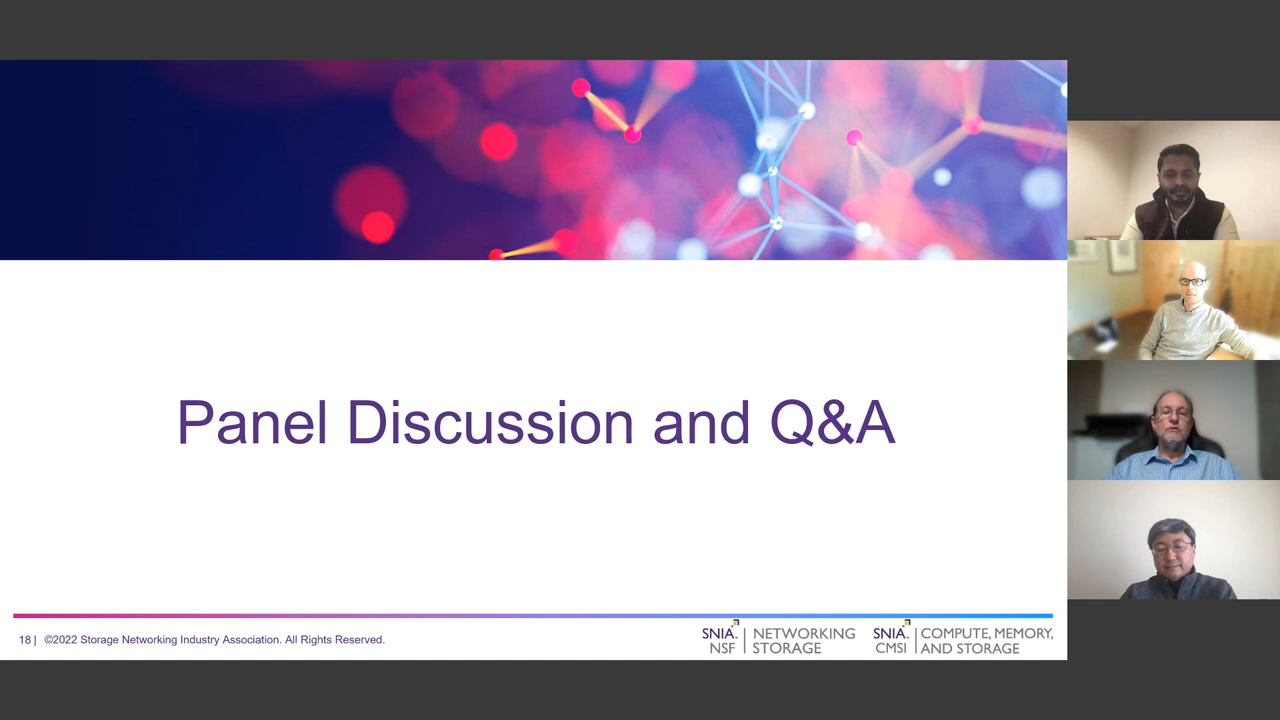 Panel Discussion and Q&A
18 | ©2022 Storage Networking Industry Association. All Rights Reserved.
SNIA. NSF | NETWORKING STORAGE
SNIA. CMSI | COMPUTE, MEMORY, AND STORAGE